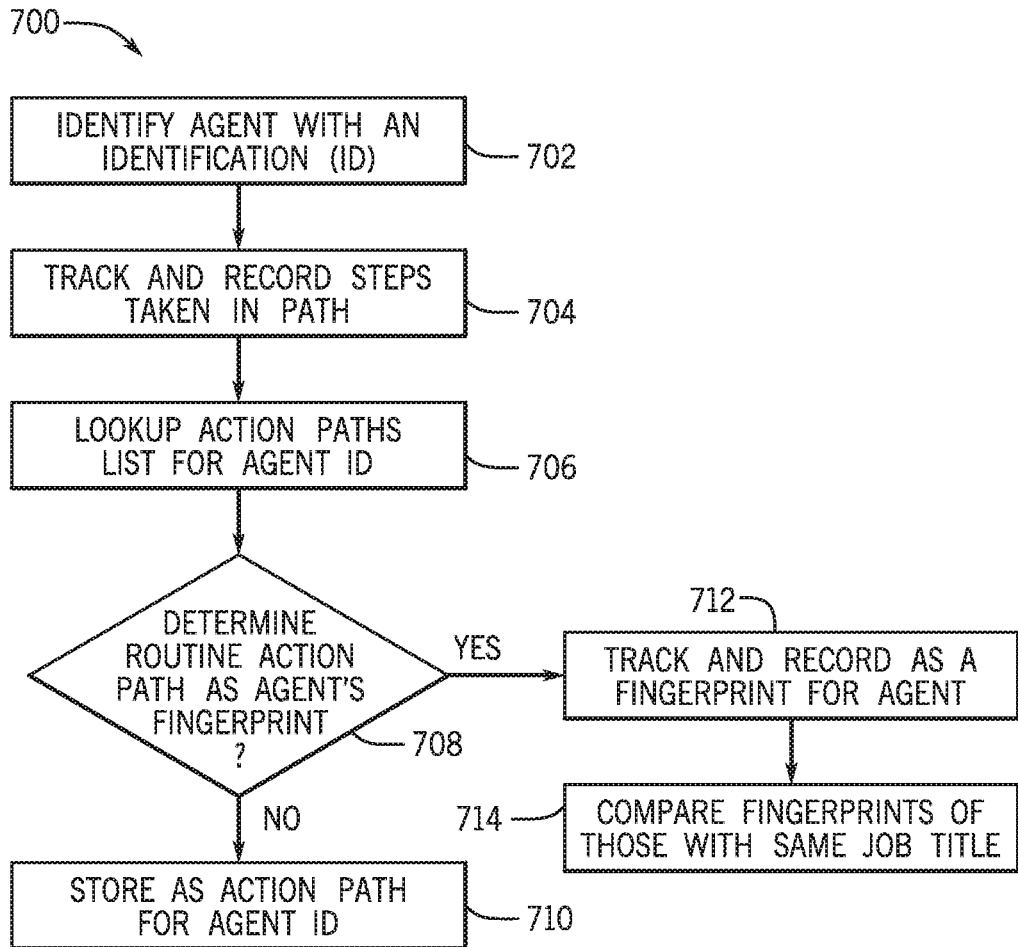 700
IDENTIFY AGENT WITH AN
IDENTIFICATION (ID)
702
TRACK AND RECORD STEPS
TAKEN IN PATH
704
LOOKUP ACTION PATHS
LIST FOR AGENT ID
706
DETERMINE
ROUTINE ACTION
PATH AS AGENT'S
FINGERPRINT
?
708
YES
712
TRACK AND RECORD AS A
FINGERPRINT FOR AGENT
714
COMPARE FINGERPRINTS OF
THOSE WITH SAME JOB TITLE
NO
STORE AS ACTION PATH
FOR AGENT ID
710